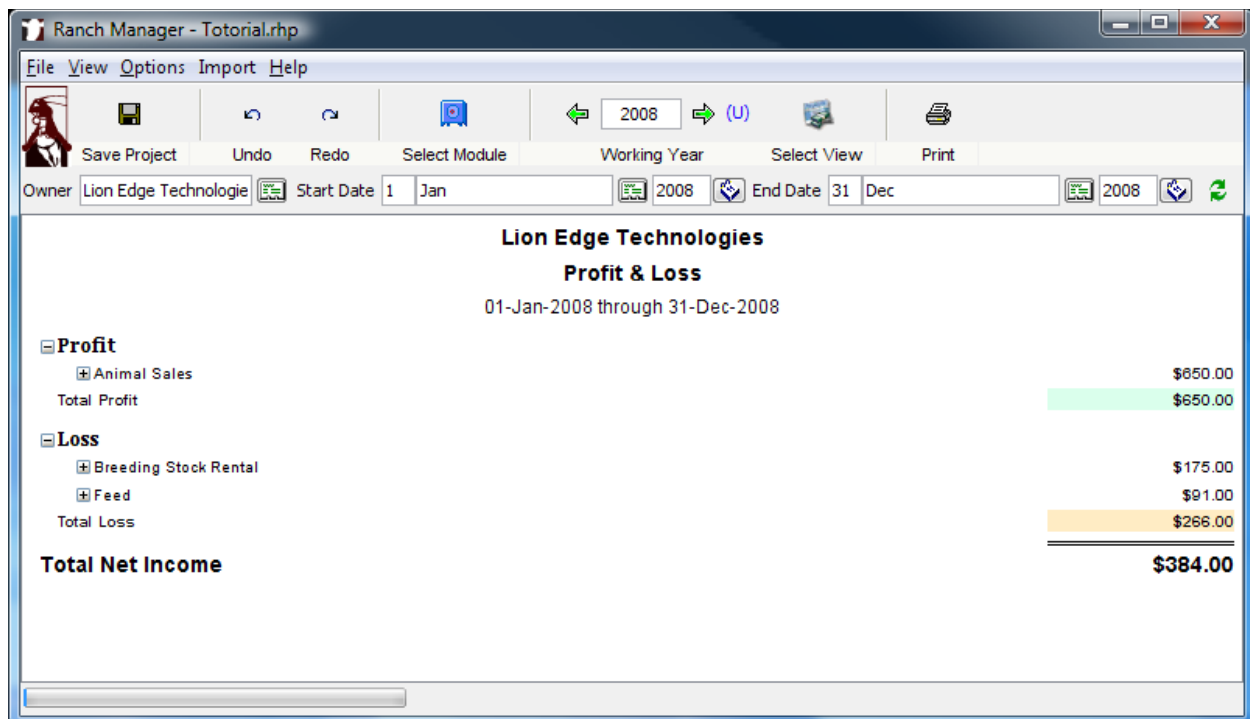 Ranch Manager - Totorial.rhp
File View Options Import Help
2008 (U)
Save Project Undo Redo Select Module Working Year Select View Print
Owner Lion Edge Technologie Start Date 1 Jan 2008 End Date 31 Dec 2008
Lion Edge Technologies
Profit & Loss
01-Jan-2008 through 31-Dec-2008
Profit
Animal Sales $650.00
Total Profit $650.00
Loss
Breeding Stock Rental $175.00
Feed $91.00
Total Loss $266.00
Total Net Income $384.00